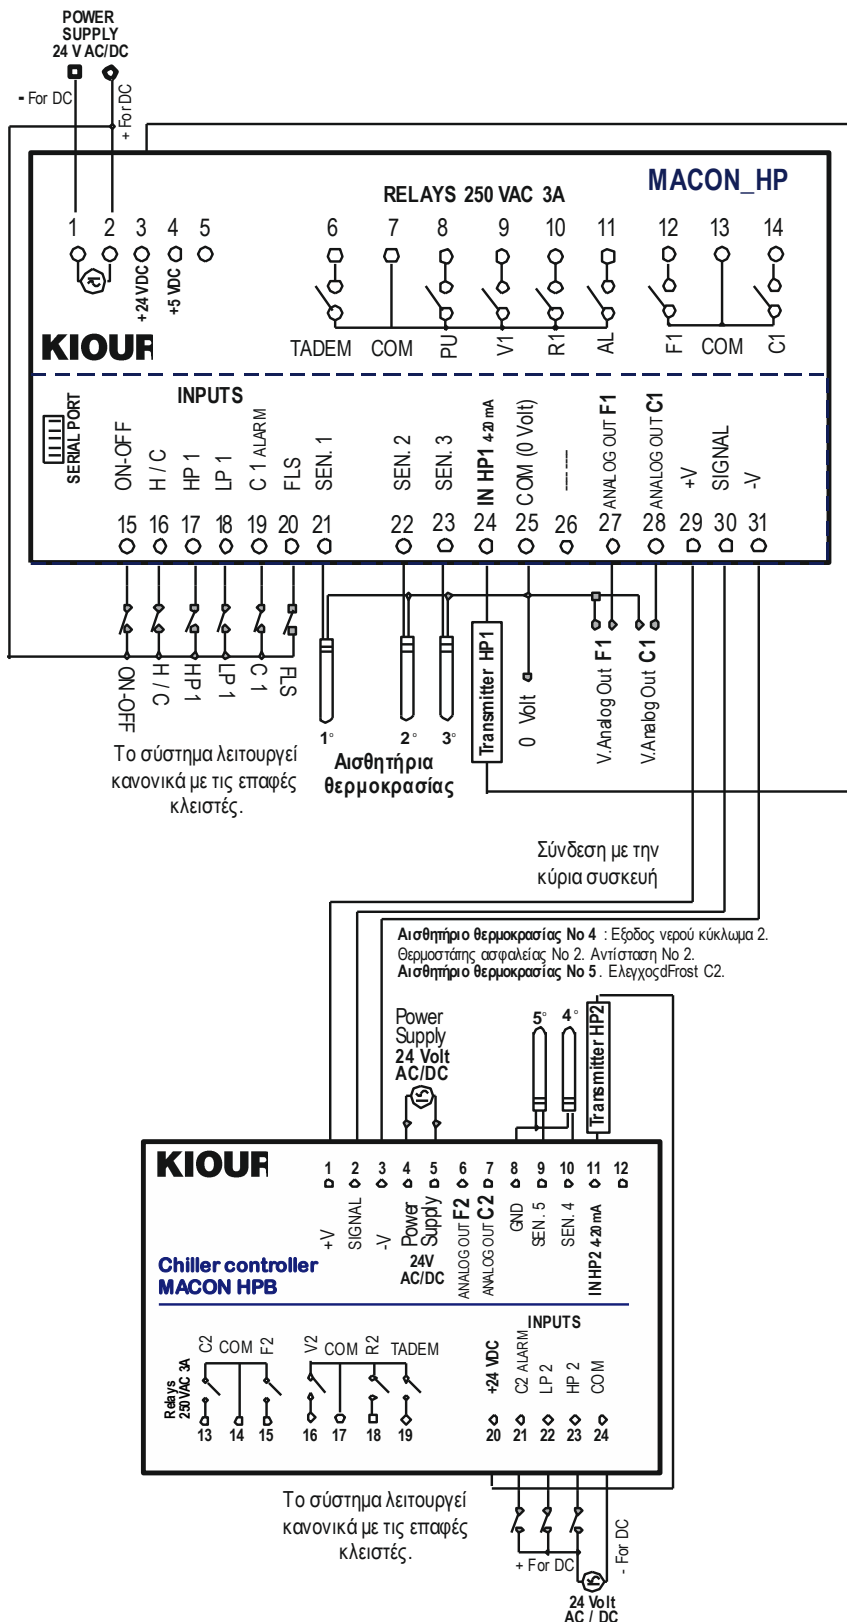 POWER
SUPPLY
24 V AC/DC
- For DC
+ For DC
MACON_HP
RELAYS 250 VAC 3A
1 2 3 4 5 6 7 8 9 10 11 12 13 14
+24 VDC
+5 VDC
KIOUR
TADEM COM PU V1 R1 AL F1 COM C1
INPUTS
SERIAL PORT
ON-OFF
H / C
HP 1
LP 1
C 1 ALARM
FLS
SEN. 1
SEN. 2
SEN. 3
IN HP1 4-20 mA
COM (0 Volt)
-------
ANALOG OUT F1
ANALOG OUT C1
+V
SIGNAL
-V
15 16 17 18 19 20 21 22 23 24 25 26 27 28 29 30 31
ON-OFF
H / C
HP 1
LP 1
C 1
FLS
1° 2° 3°
Transmitter HP1
0 Volt
V.Analog Out F1
V.Analog Out C1
Το σύστημα λειτουργεί
κανονικά με τις επαφές
κλειστές.
Αισθητήρια
θερμοκρασίας
Σύνδεση με την
κύρια συσκευή
Αισθητήριο θερμοκρασίας No 4 : Εξοδος νερού κύκλωμα 2.
Θερμοστάτης ασφαλείας No 2. Αντίσταση No 2.
Αισθητήριο θερμοκρασίας No 5 . ΕλεγχοςdFrost C2.
Power
Supply
24 Volt
AC/DC
5° 4°
Transmitter HP2
KIOUR
1 2 3 4 5 6 7 8 9 10 11 12
+V
SIGNAL
-V
Power
Supply
24V
AC/DC
ANALOG OUT F2
ANALOG OUT C2
GND
SEN. 5
SEN. 4
IN HP2 4-20 mA
Chiller controller
MACON HPB
INPUTS
C2 COM F2 V2 COM R2 TADEM
+24 VDC
C2 ALARM
LP 2
HP 2
COM
Relays
250 VAC 3A
13 14 15 16 17 18 19 20 21 22 23 24
Το σύστημα λειτουργεί
κανονικά με τις επαφές
κλειστές.
+ For DC
- For DC
24 Volt
AC / DC